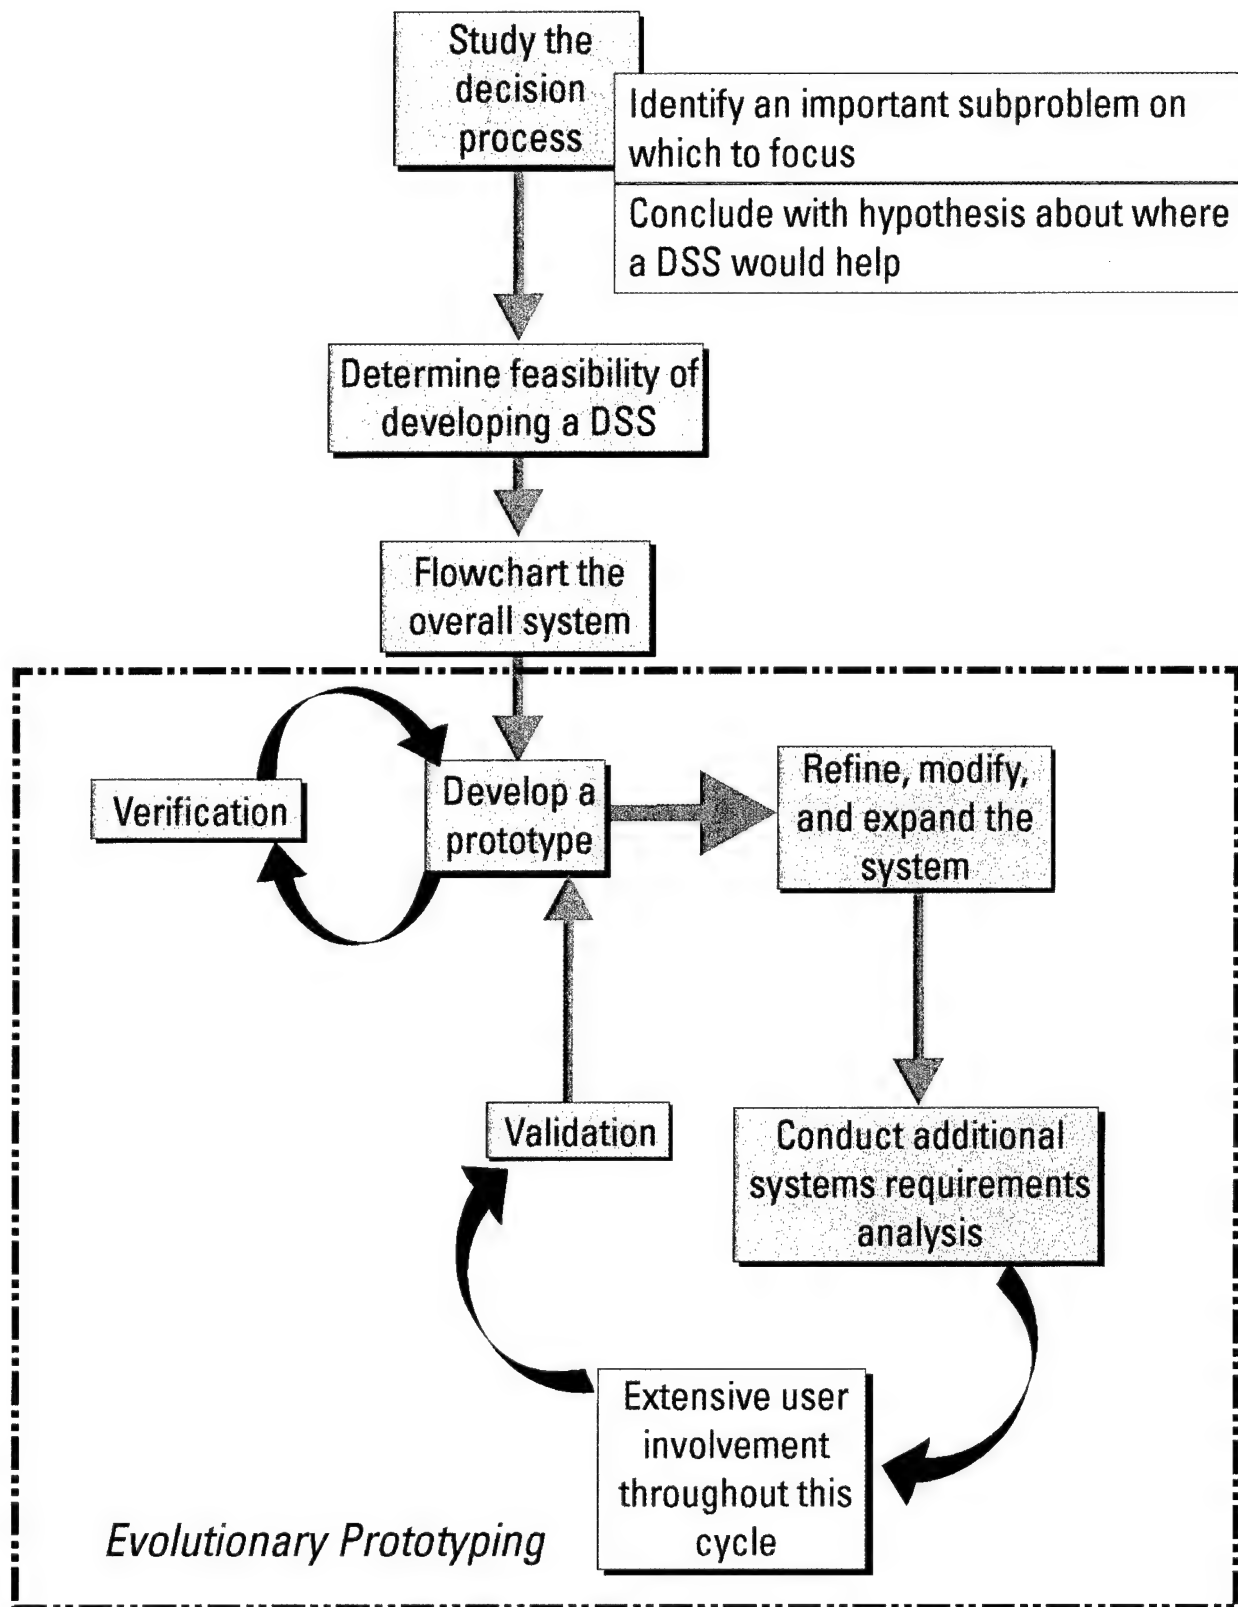 Study the
decision
process
Identify an important subproblem on
which to focus
Conclude with hypothesis about where
a DSS would help
Determine feasibility of
developing a DSS
Flowchart the
overall system
Verification
Develop a
prototype
Refine, modify,
and expand the
system
Validation
Conduct additional
systems requirements
analysis
Extensive user
involvement
throughout this
cycle
Evolutionary Prototyping